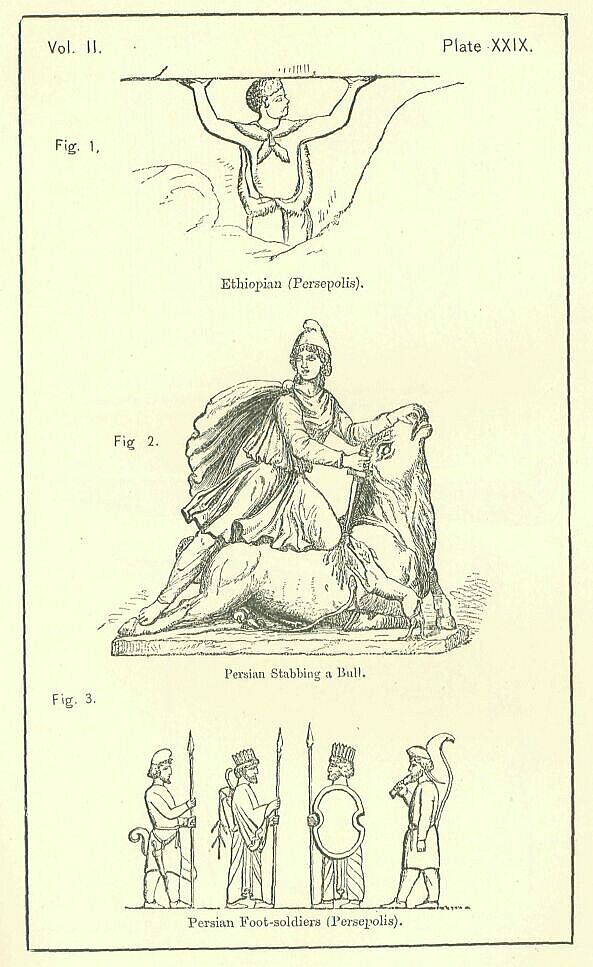 Vol. II.
Plate XXIX.
Fig. 1,
Ethiopian (Persepolis).
Fig 2.
Persian Stabbing a Bull.
Fig. 3.
Persian Foot-soldiers (Persepolis).